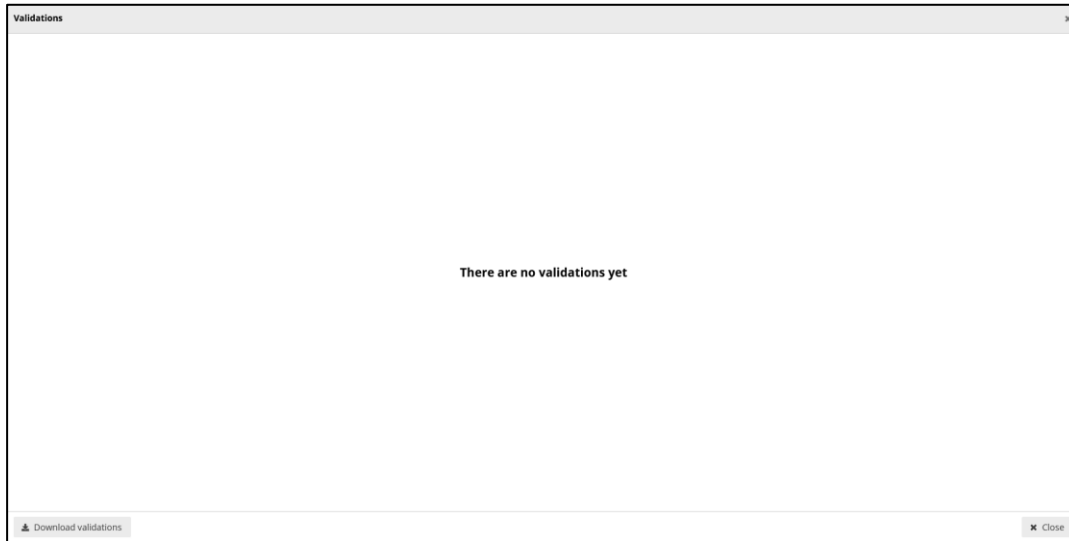 Validations
There are no validations yet
Download validations
Close